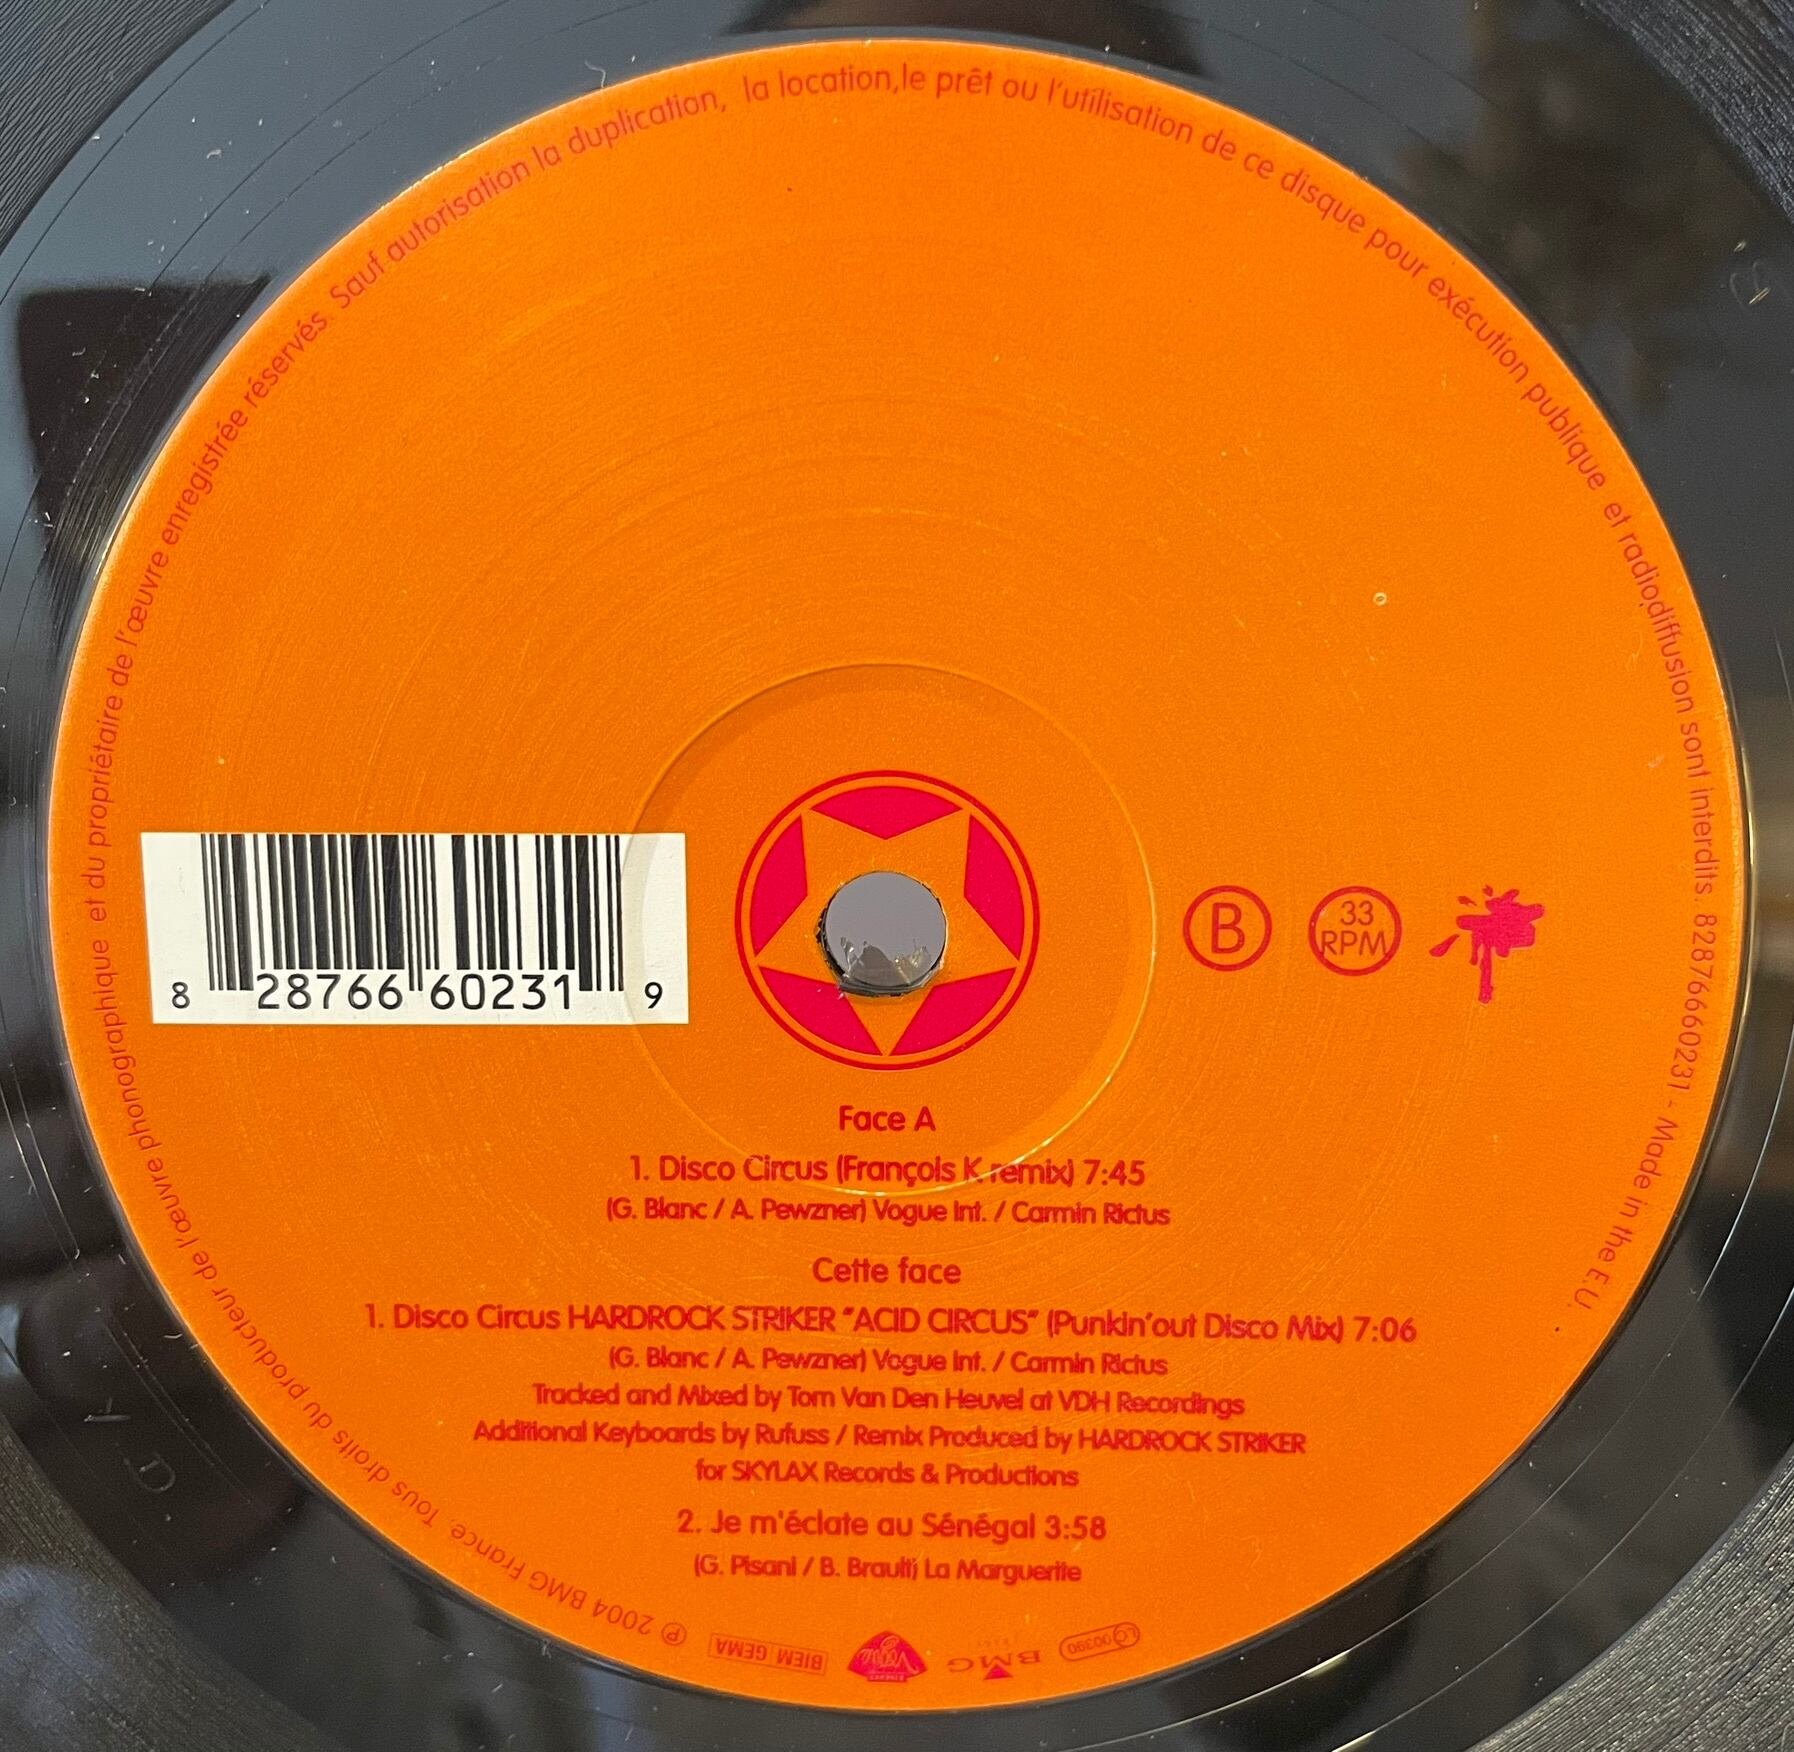 ℗ 2004 BMG France. Tous droits du producteur de l'œuvre phonographique et du propriétaire de l'œuvre enregistrée réservés. Sauf autorisation la duplication, la location,le prêt ou l'utilisation de ce disque pour exécution publique et radiodiffusion sont interdits. 82876660231 - Made in the E.U.
8 28766 60231 9
B
33
RPM
Face A
1. Disco Circus (François K remix) 7:45
(G. Blanc / A. Pewzner) Vogue Int. / Carmin Rictus
Cette face
1. Disco Circus HARDROCK STRIKER "ACID CIRCUS" (Punkin'out Disco Mix) 7:06
(G. Blanc / A. Pewzner) Vogue Int. / Carmin Rictus
Tracked and Mixed by Tom Van Den Heuvel at VDH Recordings
Additional Keyboards by Rufuss / Remix Produced by HARDROCK STRIKER
for SKYLAX Records & Productions
2. Je m'éclate au Sénégal 3:58
(G. Pisani / B. Brault) La Marguerite
LC 00390
BMG
Vogue
BIEM GEMA